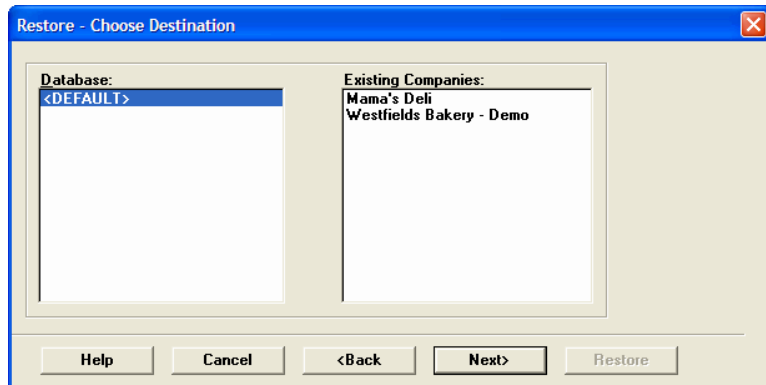 Restore - Choose Destination
Database:
<DEFAULT>
Existing Companies:
Mama's Deli
Westfields Bakery - Demo
Help
Cancel
<Back
Next>
Restore